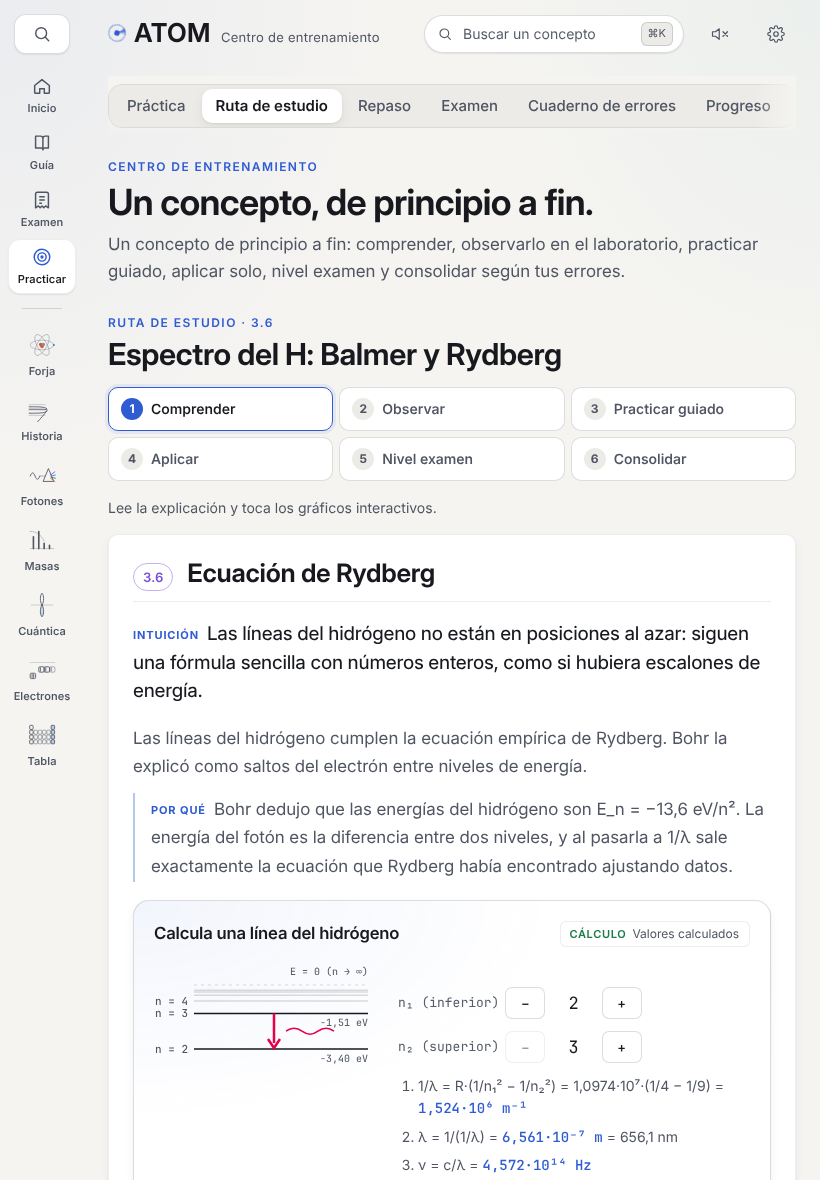 ATOM Centro de entrenamiento
Buscar un concepto ⌘K
Inicio
Guía
Examen
Practicar
Forja
Historia
Fotones
Masas
Cuántica
Electrones
Tabla
Práctica Ruta de estudio Repaso Examen Cuaderno de errores Progreso
CENTRO DE ENTRENAMIENTO
Un concepto, de principio a fin.
Un concepto de principio a fin: comprender, observarlo en el laboratorio, practicar
guiado, aplicar solo, nivel examen y consolidar según tus errores.
RUTA DE ESTUDIO · 3.6
Espectro del H: Balmer y Rydberg
1 Comprender
2 Observar
3 Practicar guiado
4 Aplicar
5 Nivel examen
6 Consolidar
Lee la explicación y toca los gráficos interactivos.
3.6 Ecuación de Rydberg
INTUICIÓN Las líneas del hidrógeno no están en posiciones al azar: siguen
una fórmula sencilla con números enteros, como si hubiera escalones de
energía.
Las líneas del hidrógeno cumplen la ecuación empírica de Rydberg. Bohr la
explicó como saltos del electrón entre niveles de energía.
POR QUÉ Bohr dedujo que las energías del hidrógeno son E_n = −13,6 eV/n². La
energía del fotón es la diferencia entre dos niveles, y al pasarla a 1/λ sale
exactamente la ecuación que Rydberg había encontrado ajustando datos.
Calcula una línea del hidrógeno
CÁLCULO Valores calculados
E = 0 (n → ∞)
n = 4
n = 3
-1,51 eV
n = 2
-3,40 eV
n₁ (inferior) − 2 +
n₂ (superior) − 3 +
1. 1/λ = R·(1/n₁² − 1/n₂²) = 1,0974·10⁷·(1/4 − 1/9) =
1,524·10⁶ m⁻¹
2. λ = 1/(1/λ) = 6,561·10⁻⁷ m = 656,1 nm
3. ν = c/λ = 4,572·10¹⁴ Hz